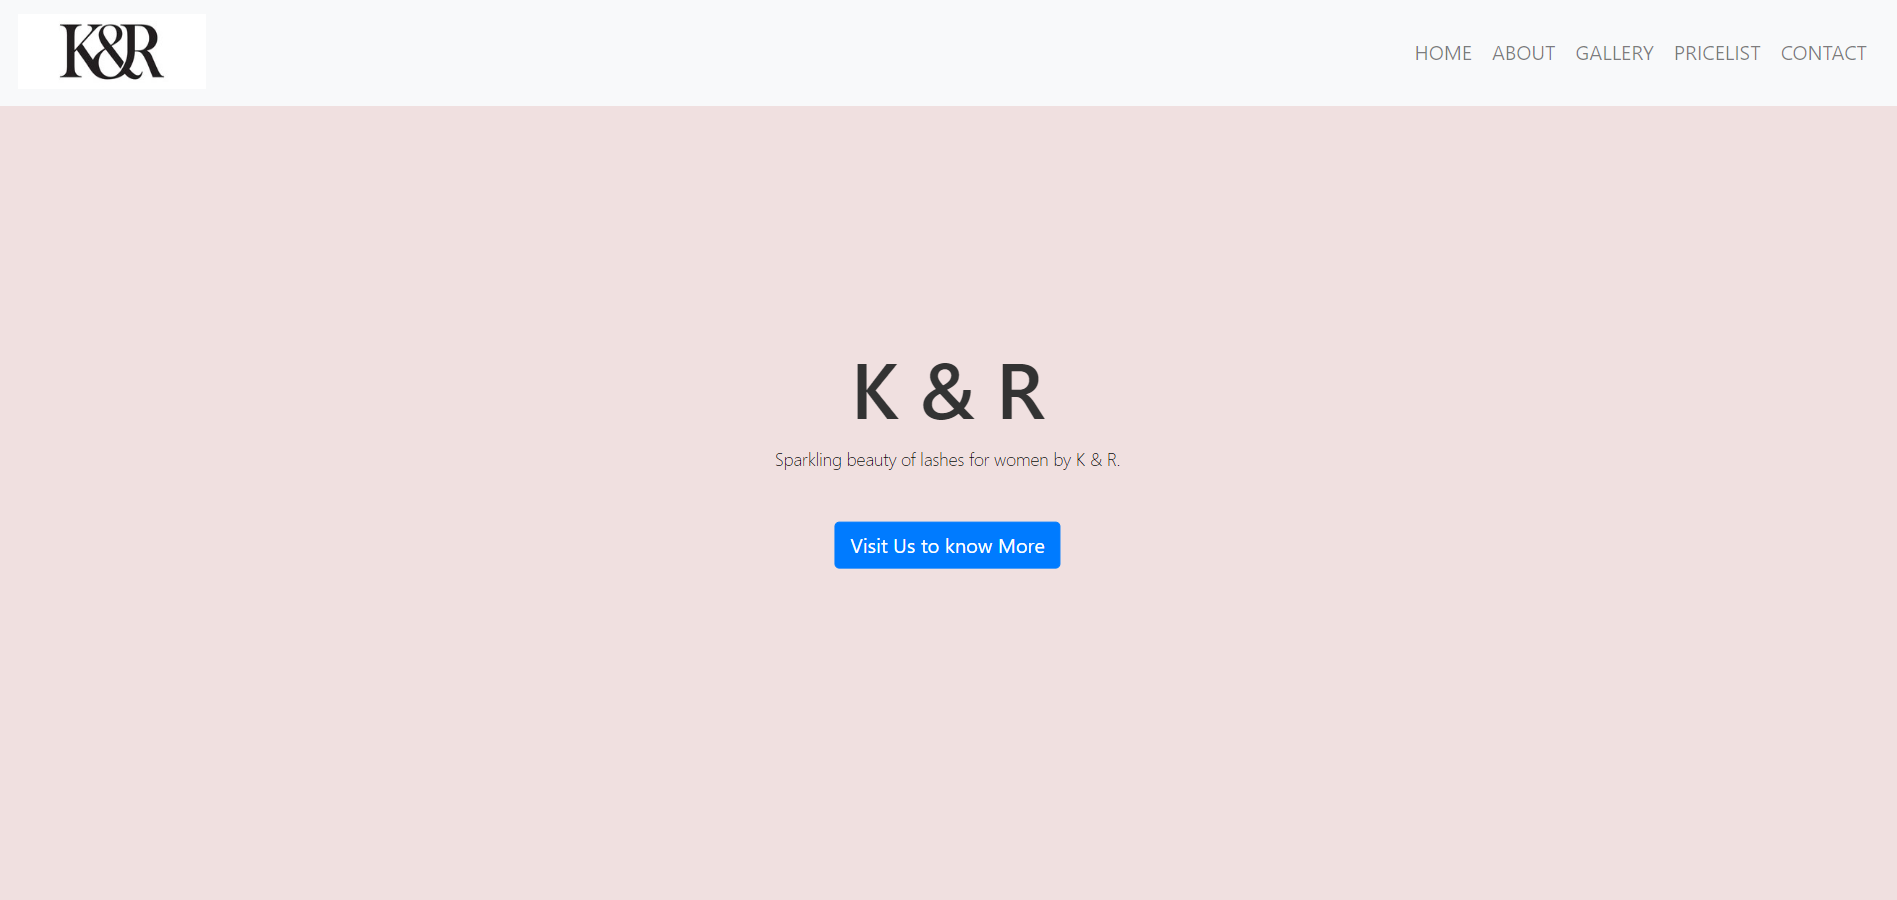 K&R
HOME ABOUT GALLERY PRICELIST CONTACT
K & R
Sparkling beauty of lashes for women by K & R.
Visit Us to know More